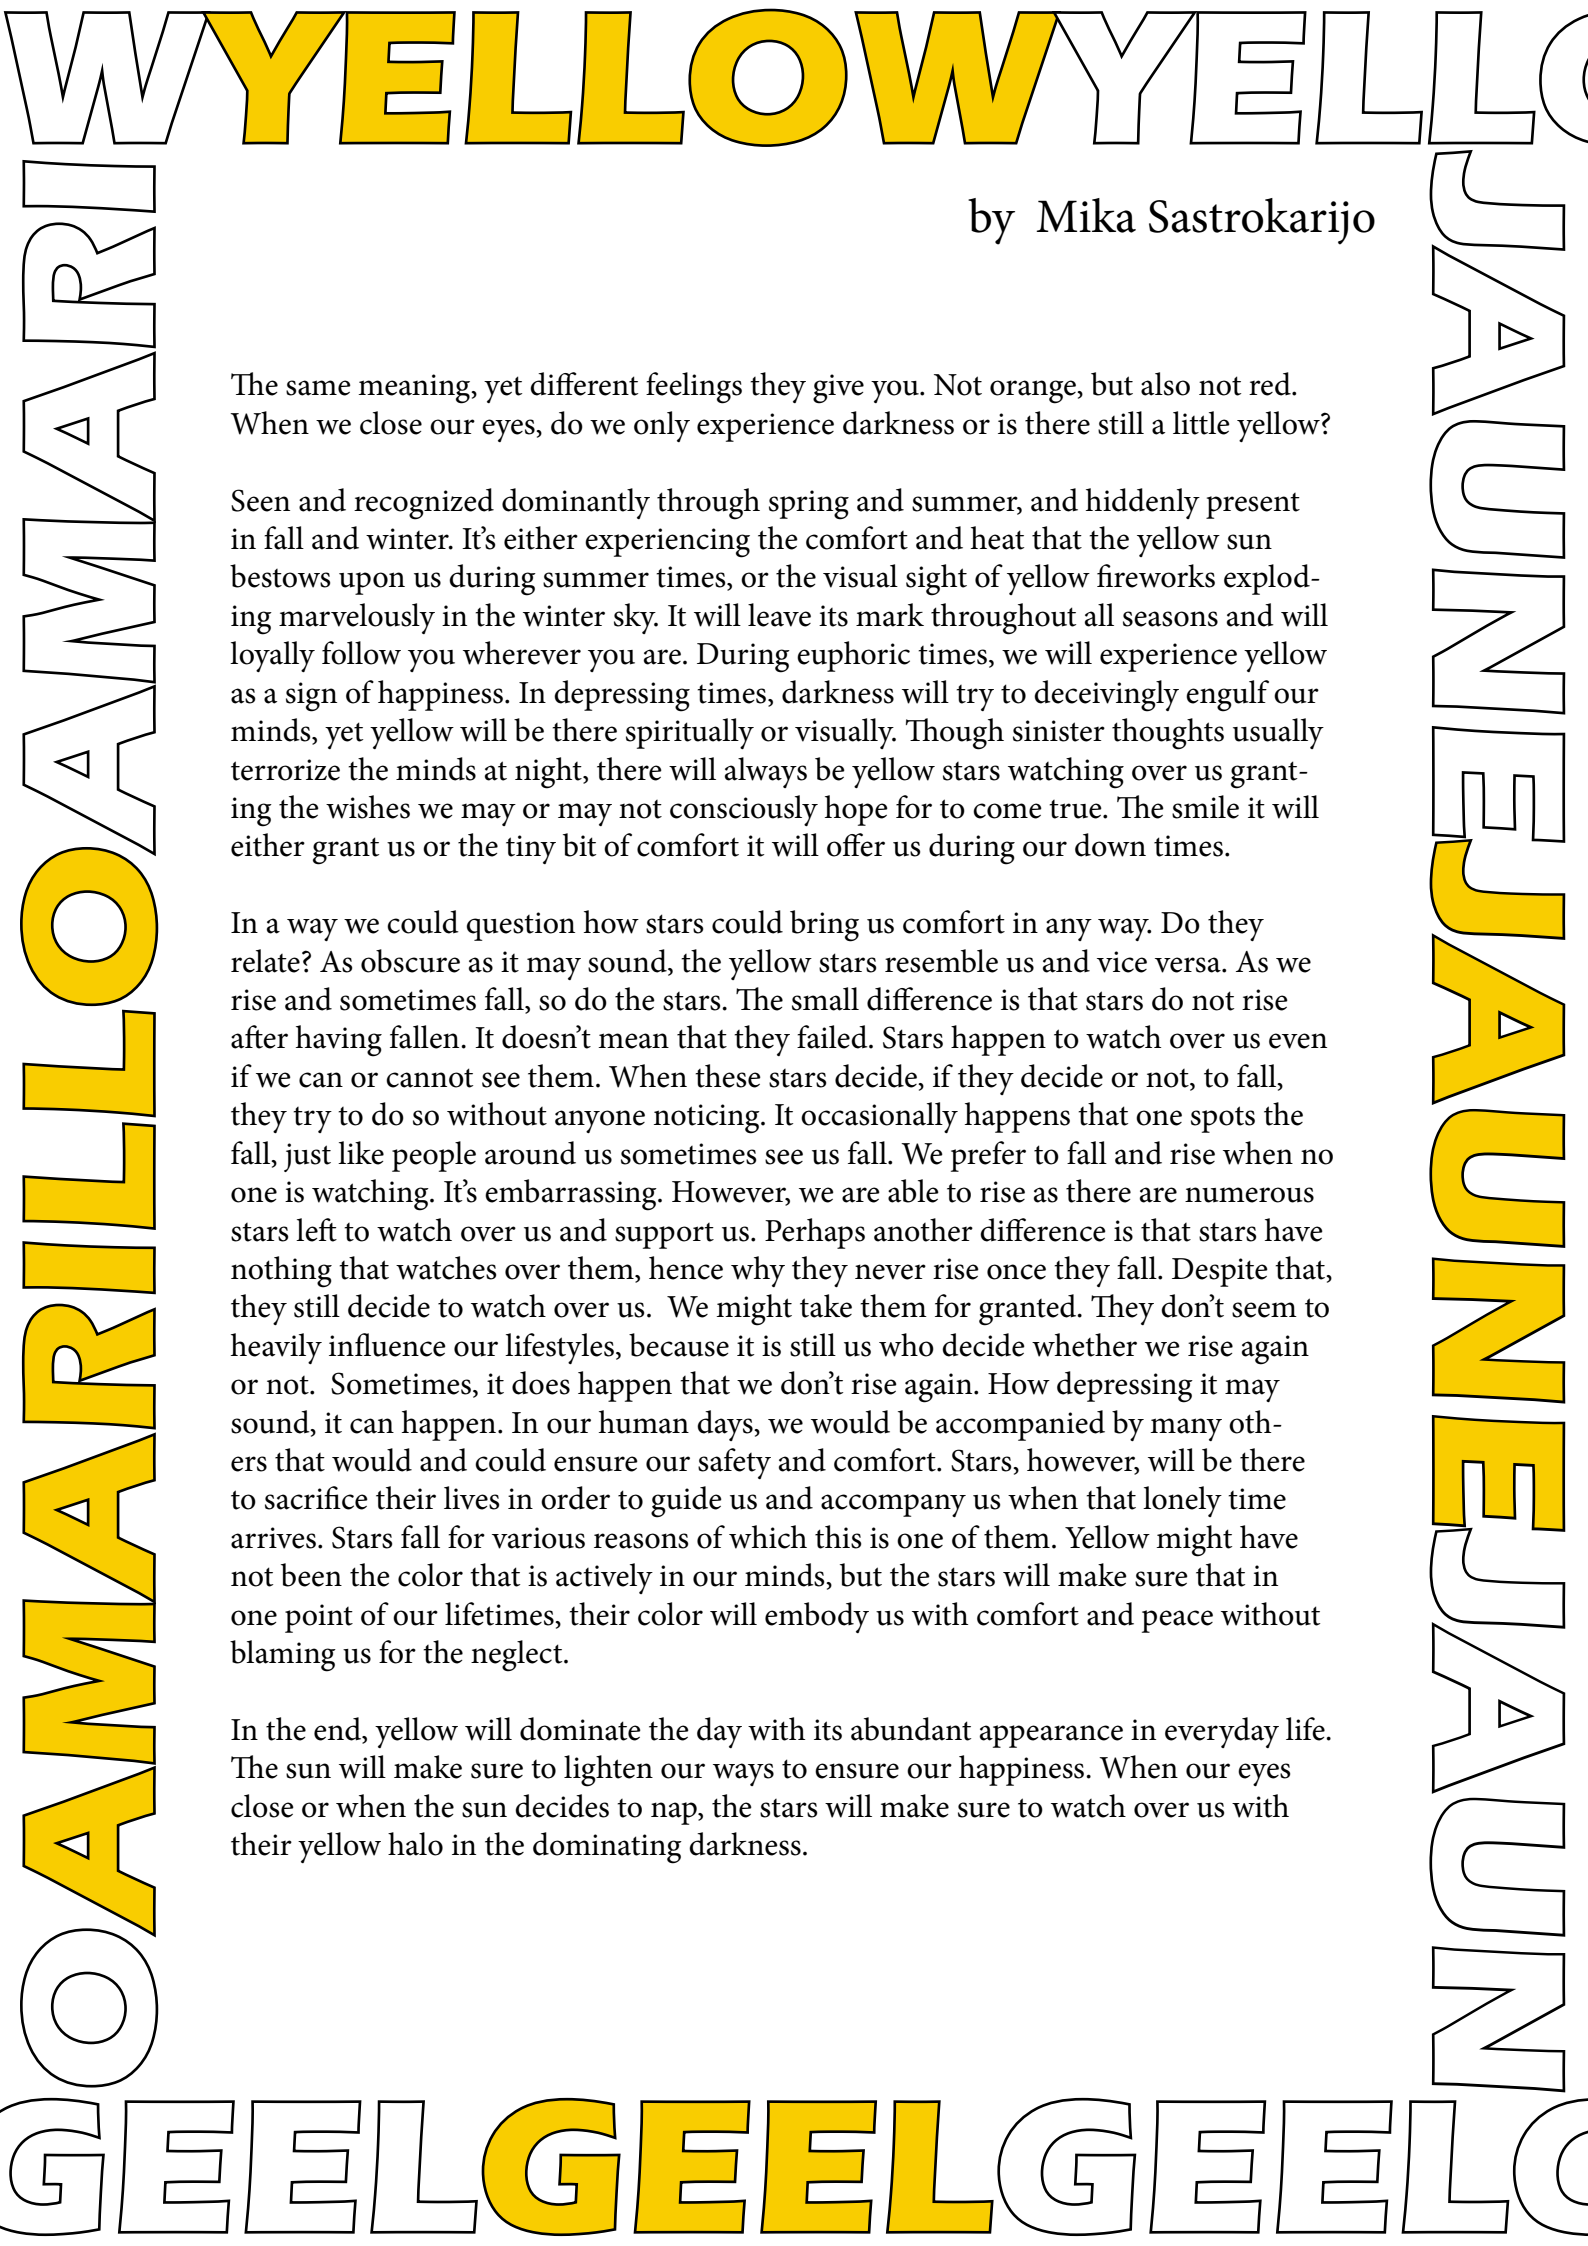 WYELLOWYELLO
by Mika Sastrokarijo
OAMARILLOAMARI
JAUNEJAUNEJAUN
The same meaning, yet different feelings they give you. Not orange, but also not red.
When we close our eyes, do we only experience darkness or is there still a little yellow?
Seen and recognized dominantly through spring and summer, and hiddenly present
in fall and winter. It’s either experiencing the comfort and heat that the yellow sun
bestows upon us during summer times, or the visual sight of yellow fireworks explod-
ing marvelously in the winter sky. It will leave its mark throughout all seasons and will
loyally follow you wherever you are. During euphoric times, we will experience yellow
as a sign of happiness. In depressing times, darkness will try to deceivingly engulf our
minds, yet yellow will be there spiritually or visually. Though sinister thoughts usually
terrorize the minds at night, there will always be yellow stars watching over us grant-
ing the wishes we may or may not consciously hope for to come true. The smile it will
either grant us or the tiny bit of comfort it will offer us during our down times.
In a way we could question how stars could bring us comfort in any way. Do they
relate? As obscure as it may sound, the yellow stars resemble us and vice versa. As we
rise and sometimes fall, so do the stars. The small difference is that stars do not rise
after having fallen. It doesn’t mean that they failed. Stars happen to watch over us even
if we can or cannot see them. When these stars decide, if they decide or not, to fall,
they try to do so without anyone noticing. It occasionally happens that one spots the
fall, just like people around us sometimes see us fall. We prefer to fall and rise when no
one is watching. It’s embarrassing. However, we are able to rise as there are numerous
stars left to watch over us and support us. Perhaps another difference is that stars have
nothing that watches over them, hence why they never rise once they fall. Despite that,
they still decide to watch over us.  We might take them for granted. They don’t seem to
heavily influence our lifestyles, because it is still us who decide whether we rise again
or not.  Sometimes, it does happen that we don’t rise again. How depressing it may
sound, it can happen. In our human days, we would be accompanied by many oth-
ers that would and could ensure our safety and comfort. Stars, however, will be there
to sacrifice their lives in order to guide us and accompany us when that lonely time
arrives. Stars fall for various reasons of which this is one of them. Yellow might have
not been the color that is actively in our minds, but the stars will make sure that in
one point of our lifetimes, their color will embody us with comfort and peace without
blaming us for the neglect.
In the end, yellow will dominate the day with its abundant appearance in everyday life.
The sun will make sure to lighten our ways to ensure our happiness. When our eyes
close or when the sun decides to nap, the stars will make sure to watch over us with
their yellow halo in the dominating darkness.
GEELGEELGEELG